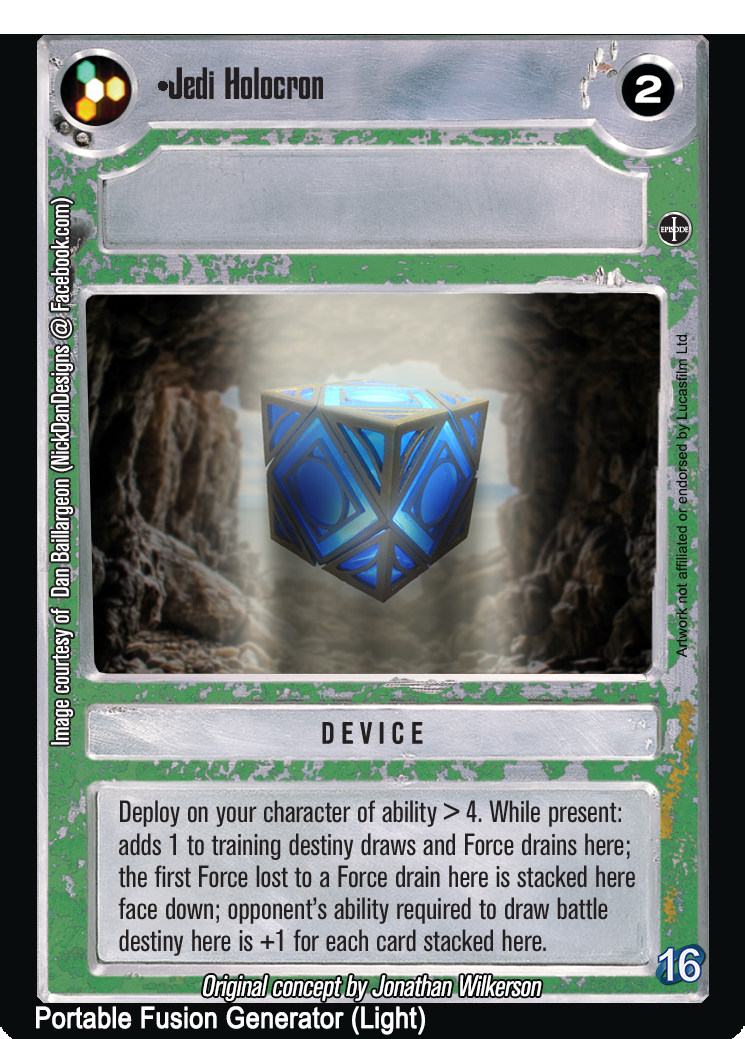 •Jedi Holocron
2
EPISODE
I
Image courtesy of Dan Baillargeon (NickDanDesigns @ Facebook.com)
Artwork not affiliated or endorsed by Lucasfilm Ltd
DEVICE
Deploy on your character of ability > 4. While present:
adds 1 to training destiny draws and Force drains here;
the first Force lost to a Force drain here is stacked here
face down; opponent's ability required to draw battle
destiny here is +1 for each card stacked here.
16
Original concept by Jonathan Wilkerson
Portable Fusion Generator (Light)